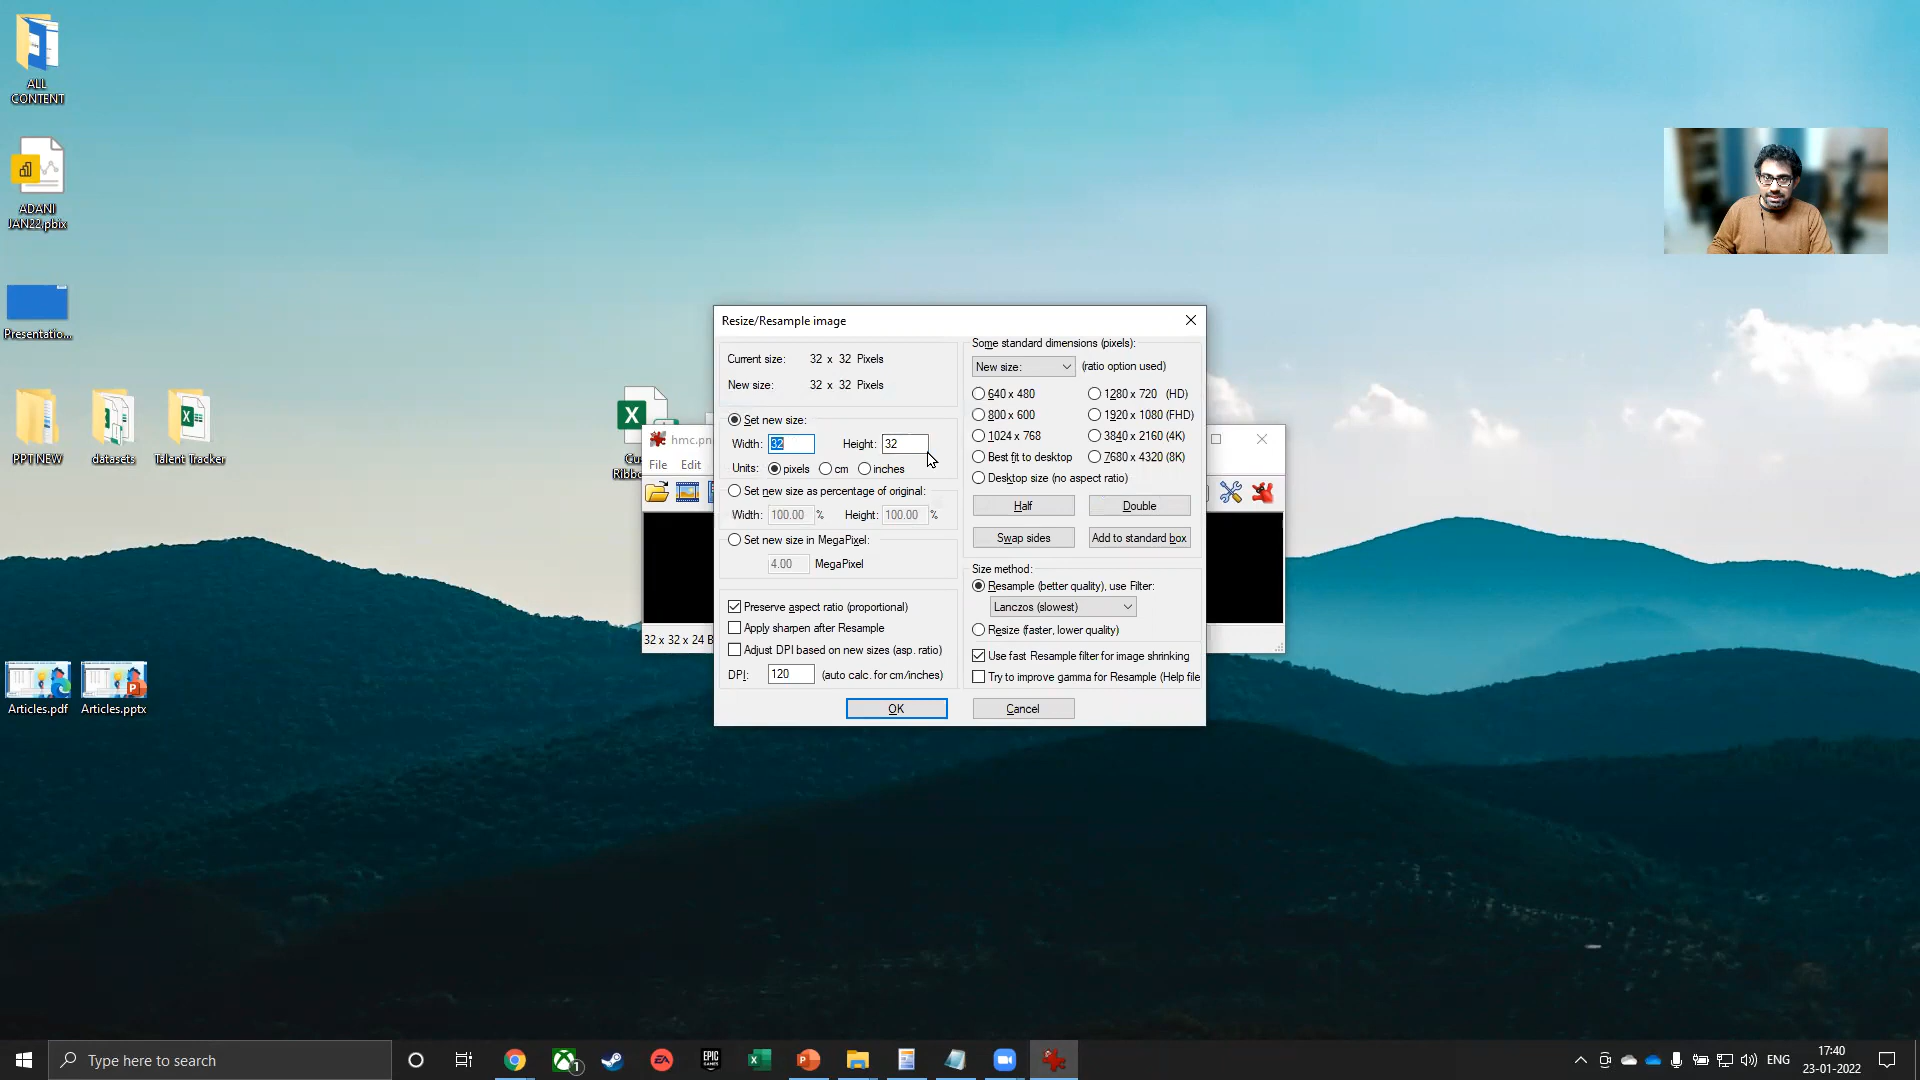 ALL
CONTENT
ADANI
JAN22.pbix
Presentatio...
PPT NEW
datasets
Talent Tracker
Articles.pdf
Articles.pptx
hmc.pn
File Edit
32 x 32 x 24 B
Resize/Resample image
Current size: 32 x 32 Pixels
New size: 32 x 32 Pixels
Set new size:
Width: 32 Height: 32
Units: pixels cm inches
Set new size as percentage of original:
Width: 100.00 % Height: 100.00 %
Set new size in MegaPixel:
4.00 MegaPixel
Preserve aspect ratio (proportional)
Apply sharpen after Resample
Adjust DPI based on new sizes (asp. ratio)
DPI: 120 (auto calc. for cm/inches)
Some standard dimensions (pixels):
New size: (ratio option used)
640 x 480 1280 x 720 (HD)
800 x 600 1920 x 1080 (FHD)
1024 x 768 3840 x 2160 (4K)
Best fit to desktop 7680 x 4320 (8K)
Desktop size (no aspect ratio)
Half Double
Swap sides Add to standard box
Size method:
Resample (better quality), use Filter:
Lanczos (slowest)
Resize (faster, lower quality)
Use fast Resample filter for image shrinking
Try to improve gamma for Resample (Help file
OK Cancel
Type here to search
EA
EPIC
GAMES
1
ENG
17:40
23-01-2022